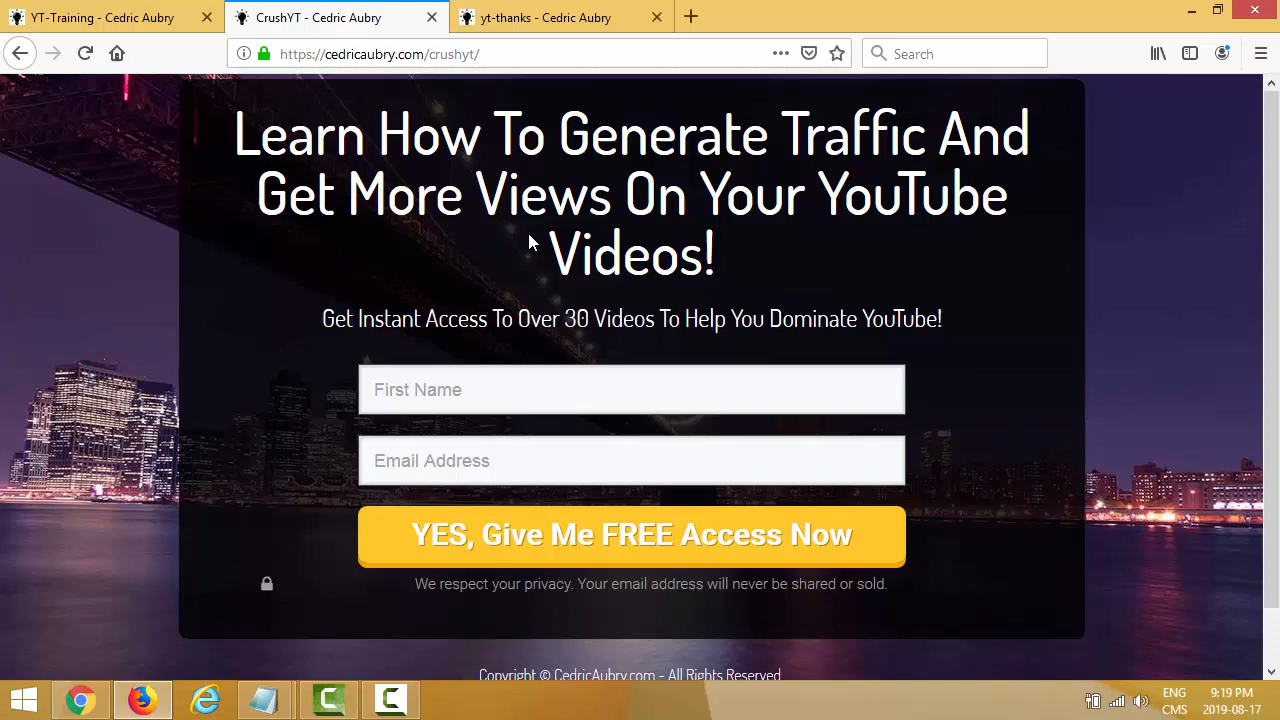 YT-Training - Cedric Aubry
CrushYT - Cedric Aubry
yt-thanks - Cedric Aubry
https://cedricaubry.com/crushyt/
Search
Learn How To Generate Traffic And
Get More Views On Your YouTube
Videos!
Get Instant Access To Over 30 Videos To Help You Dominate YouTube!
First Name
Email Address
YES, Give Me FREE Access Now
We respect your privacy. Your email address will never be shared or sold.
Copyright © CedricAubry.com - All Rights Reserved
ENG
CMS
9:19 PM
2019-08-17